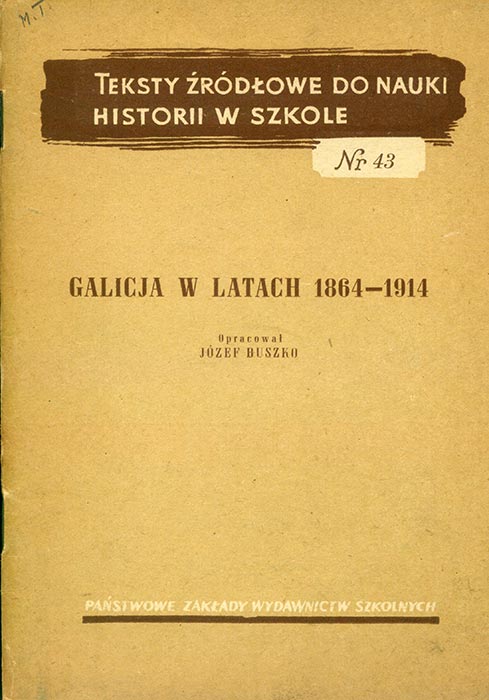 M.T.
TEKSTY ŹRÓDŁOWE DO NAUKI
HISTORII W SZKOLE
Nr 43
GALICJA W LATACH 1864—1914
Opracował
JÓZEF BUSZKO
PAŃSTWOWE ZAKŁADY WYDAWNICTW SZKOLNYCH